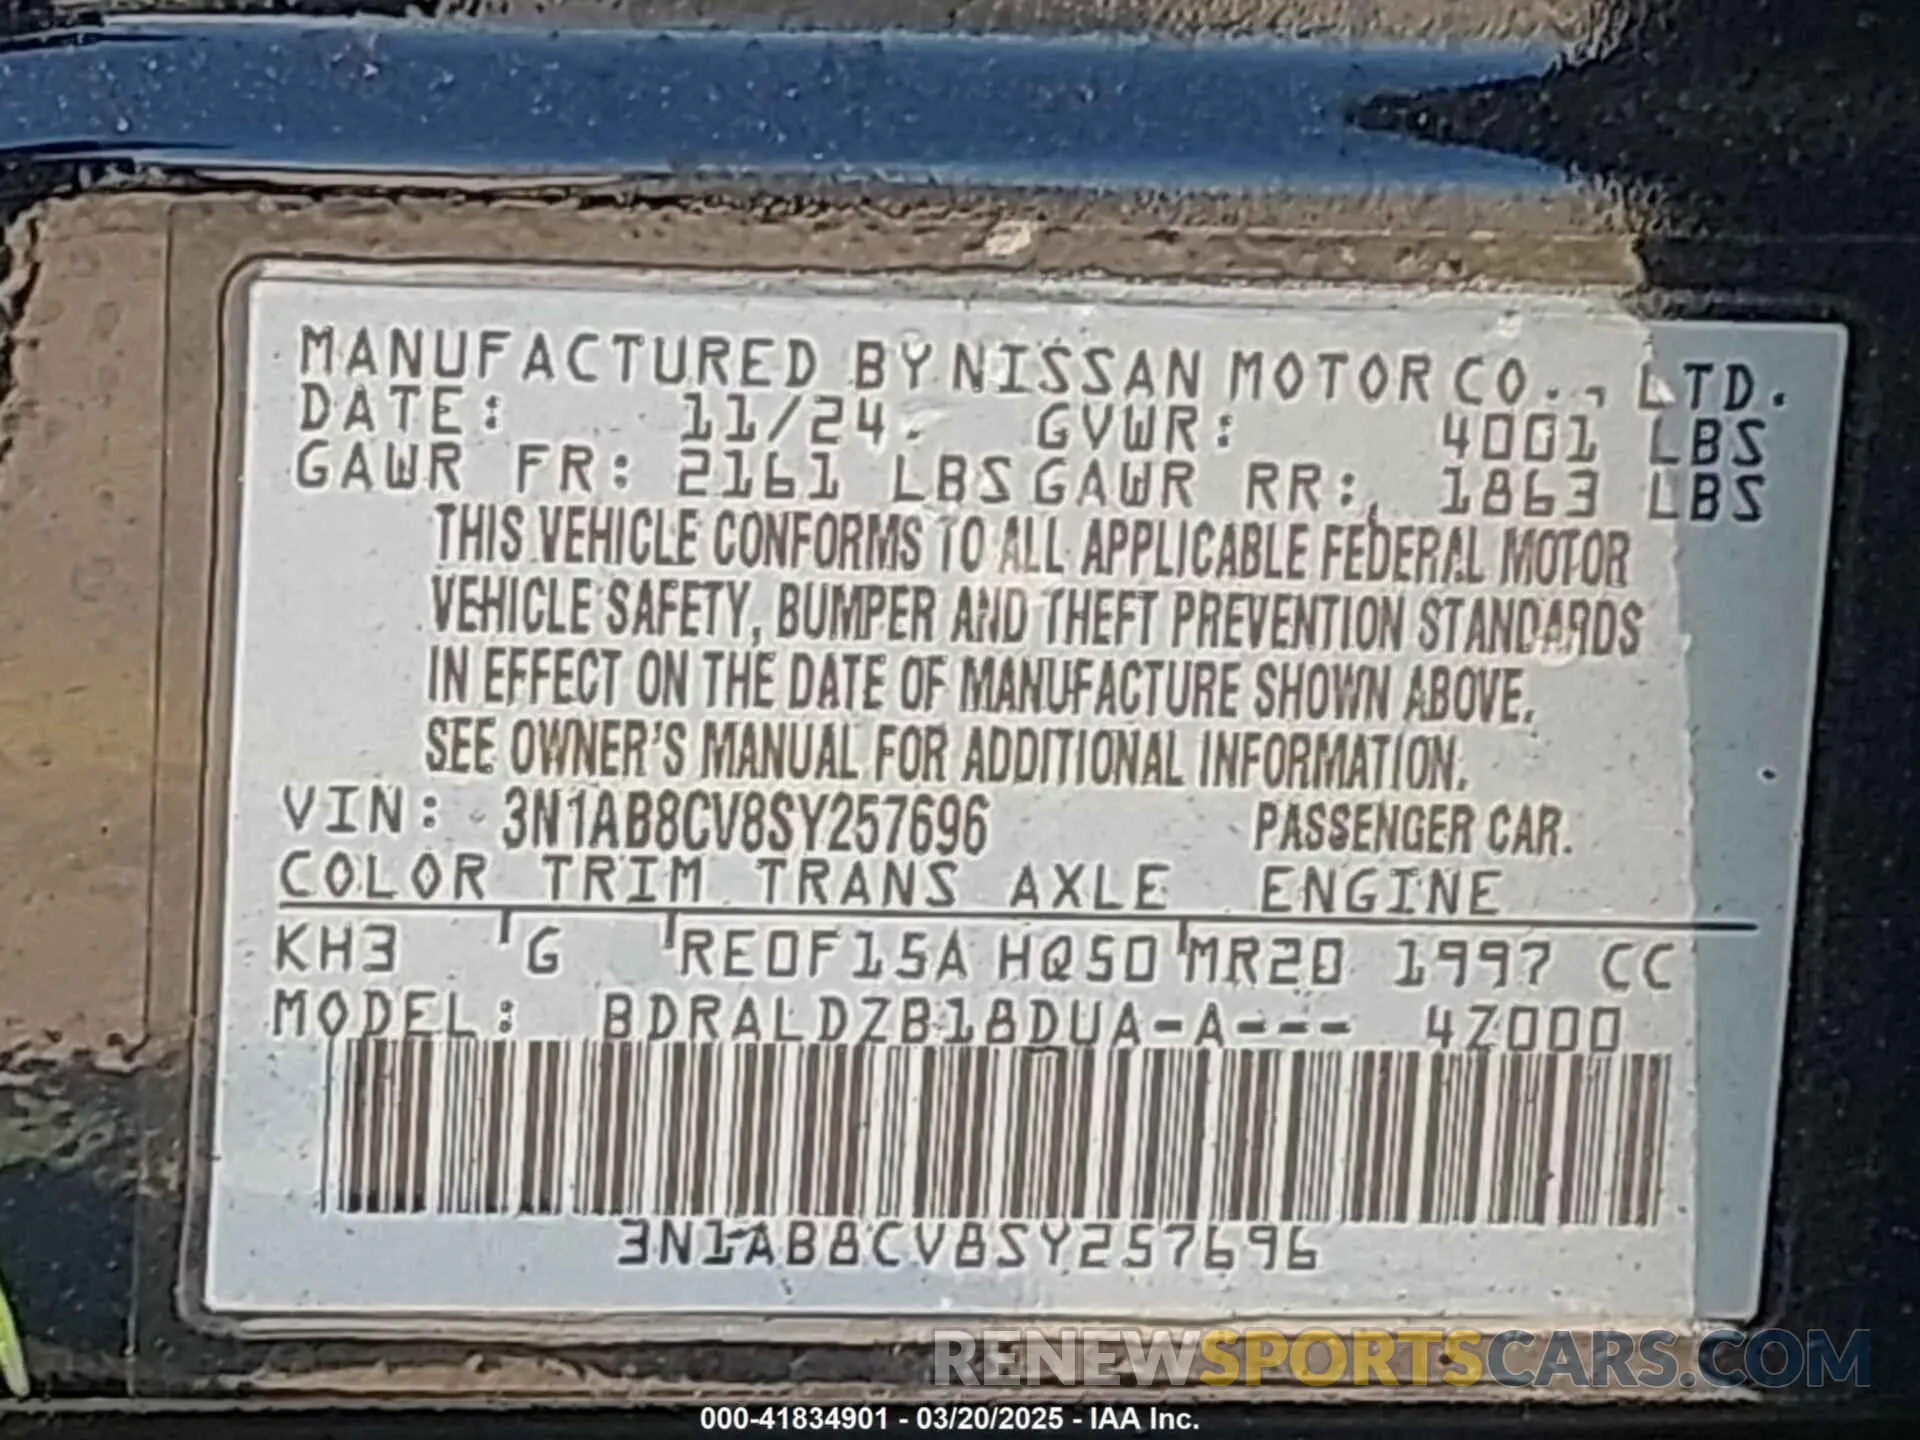 MANUFACTURED BY NISSAN MOTOR CO., LTD.
DATE: 11/24 GVWR: 4001 LBS
GAWR FR: 2161 LBS GAWR RR: 1863 LBS
THIS VEHICLE CONFORMS TO ALL APPLICABLE FEDERAL MOTOR
VEHICLE SAFETY, BUMPER AND THEFT PREVENTION STANDARDS
IN EFFECT ON THE DATE OF MANUFACTURE SHOWN ABOVE.
SEE OWNER'S MANUAL FOR ADDITIONAL INFORMATION.
VIN: 3N1AB8CV8SY257696 PASSENGER CAR.
COLOR TRIM TRANS AXLE ENGINE
KH3 G RE0F15A HQ50 MR20 1997 CC
MODEL: BDRALDZB18DUA-A--- 4Z000
3N1AB8CV8SY257696
RENEWSPORTSCARS.COM
000-41834901 - 03/20/2025 - IAA Inc.